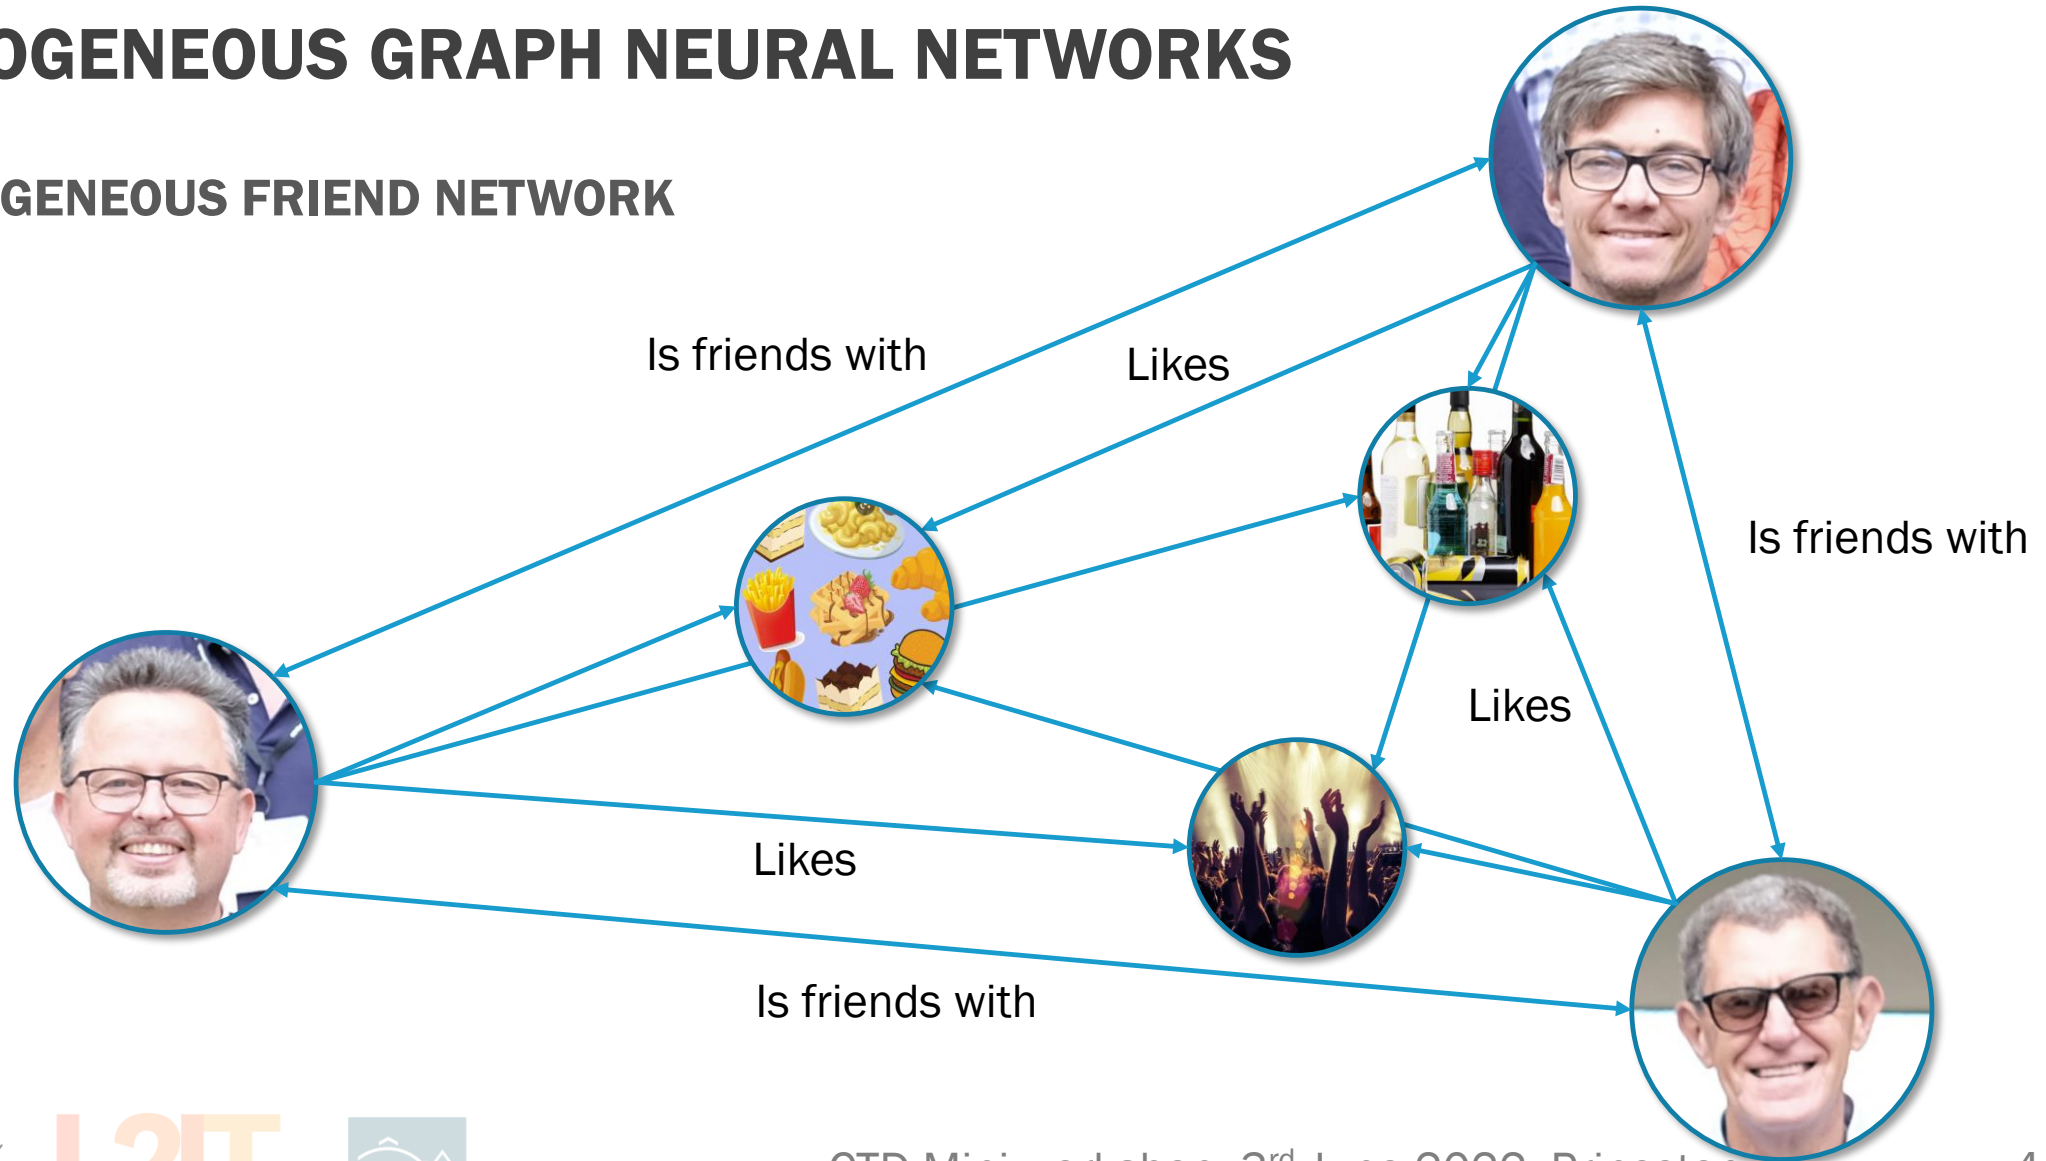 OGENEOUS GRAPH NEURAL NETWORKS
GENEOUS FRIEND NETWORK
Is friends with
Likes
Is friends with
Likes
Likes
Is friends with
L2IT